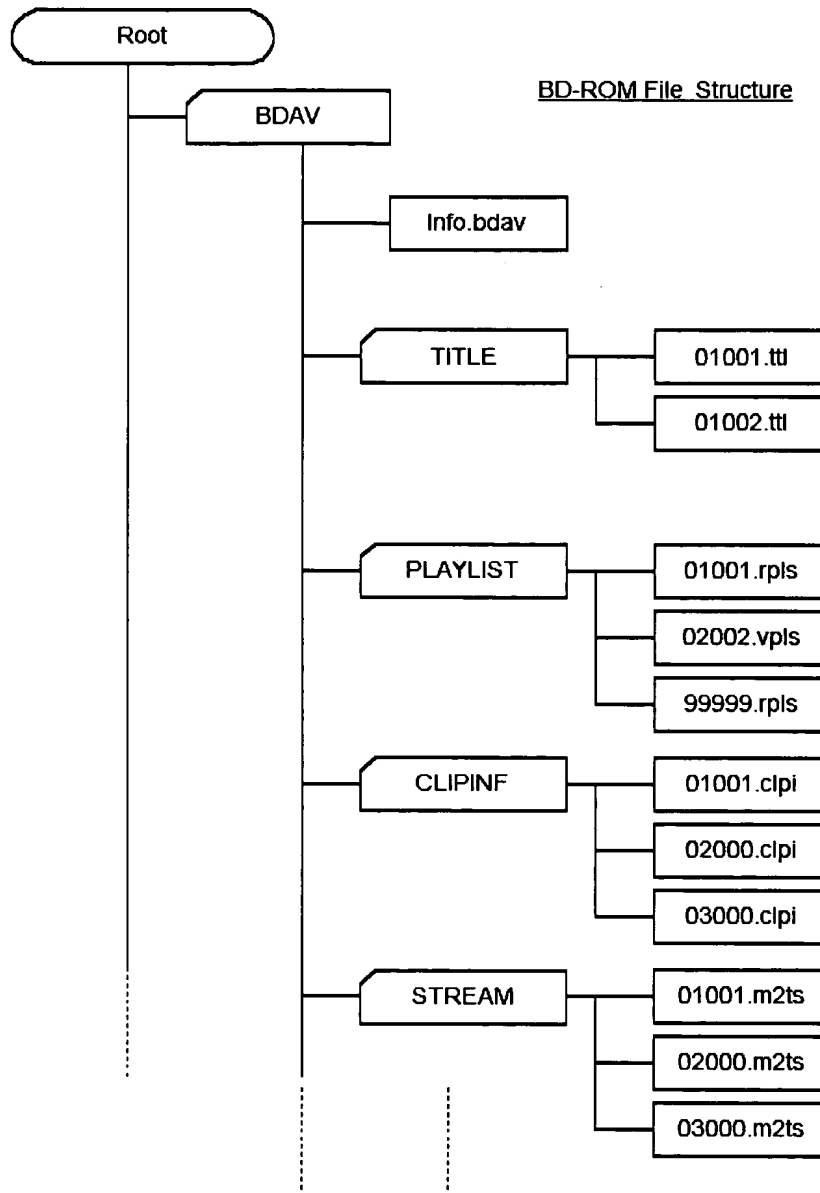 Root
BD-ROM File Structure
BDAV
Info.bdav
TITLE
01001.ttl
01002.ttl
PLAYLIST
01001.rpls
02002.vpls
99999.rpls
CLIPINF
01001.clpi
02000.clpi
03000.clpi
STREAM
01001.m2ts
02000.m2ts
03000.m2ts